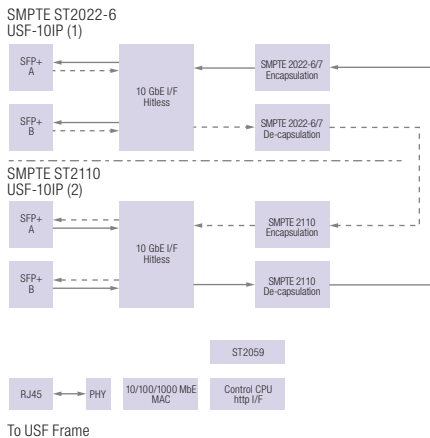 SMPTE ST2022-6
USF-10IP (1)
SFP+
A
10 GbE I/F
Hitless
SMPTE 2022-6/7
Encapsulation
SFP+
B
SMPTE 2022-6/7
De-capsulation
SMPTE ST2110
USF-10IP (2)
SFP+
A
10 GbE I/F
Hitless
SMPTE 2110
Encapsulation
SFP+
B
SMPTE 2110
De-capsulation
ST2059
RJ45
PHY
10/100/1000 MbE
MAC
Control CPU
http I/F
To USF Frame